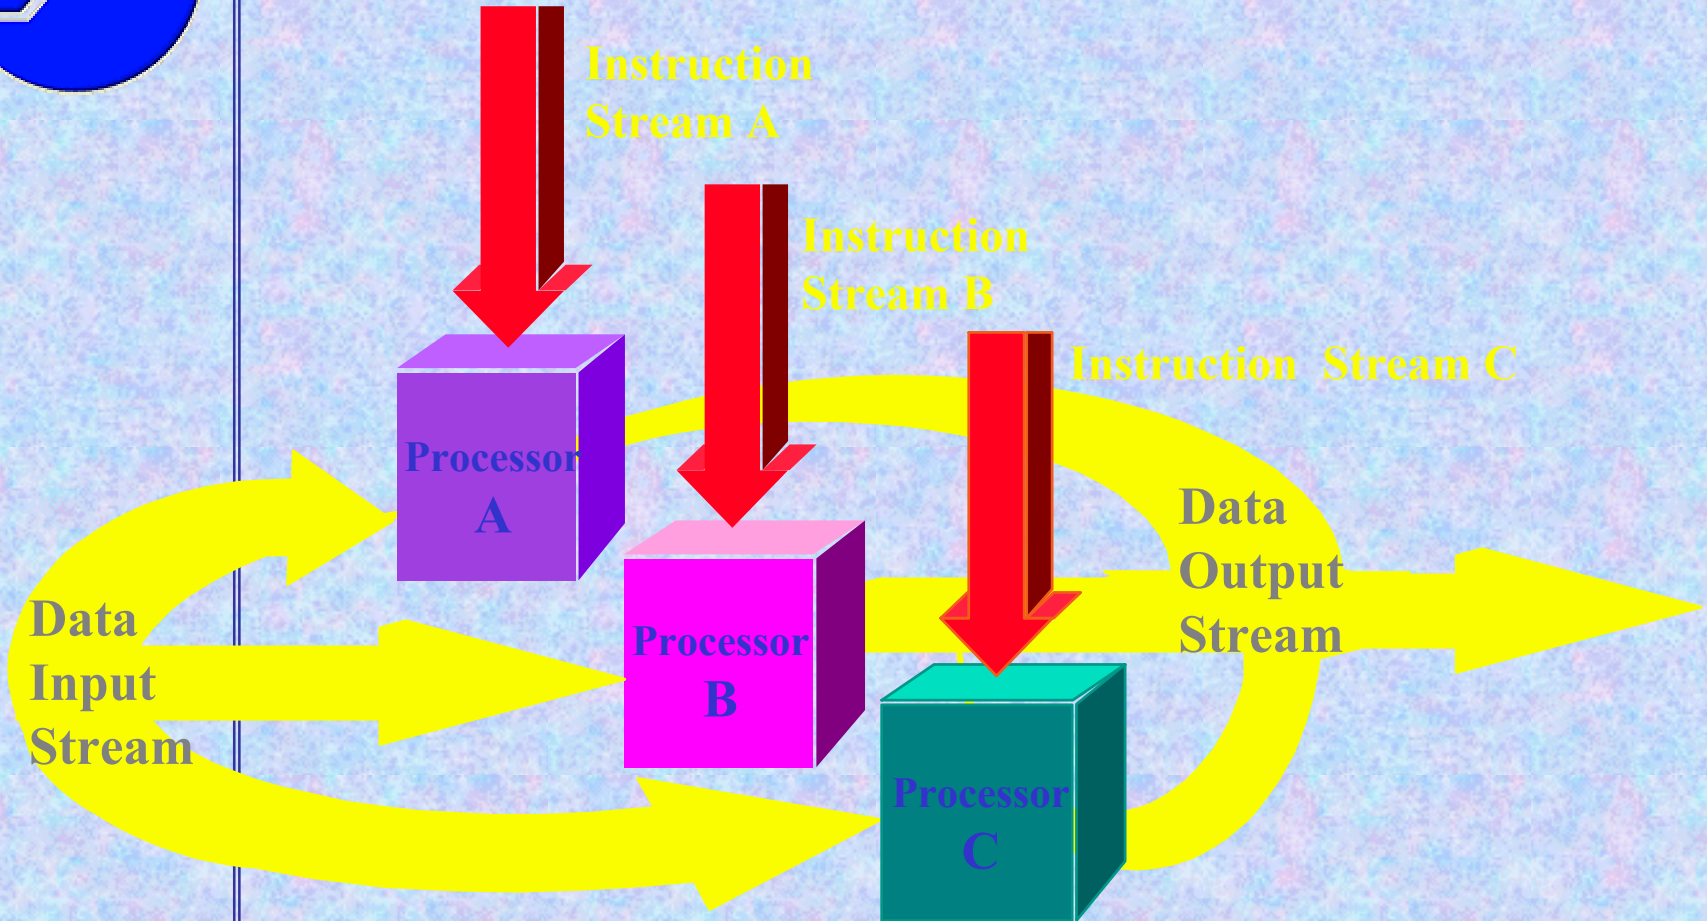 Instruction
Stream A
Instruction
Stream B
Instruction Stream C
Processor
A
Data
Output
Stream
Processor
B
Data
Input
Stream
Processor
C